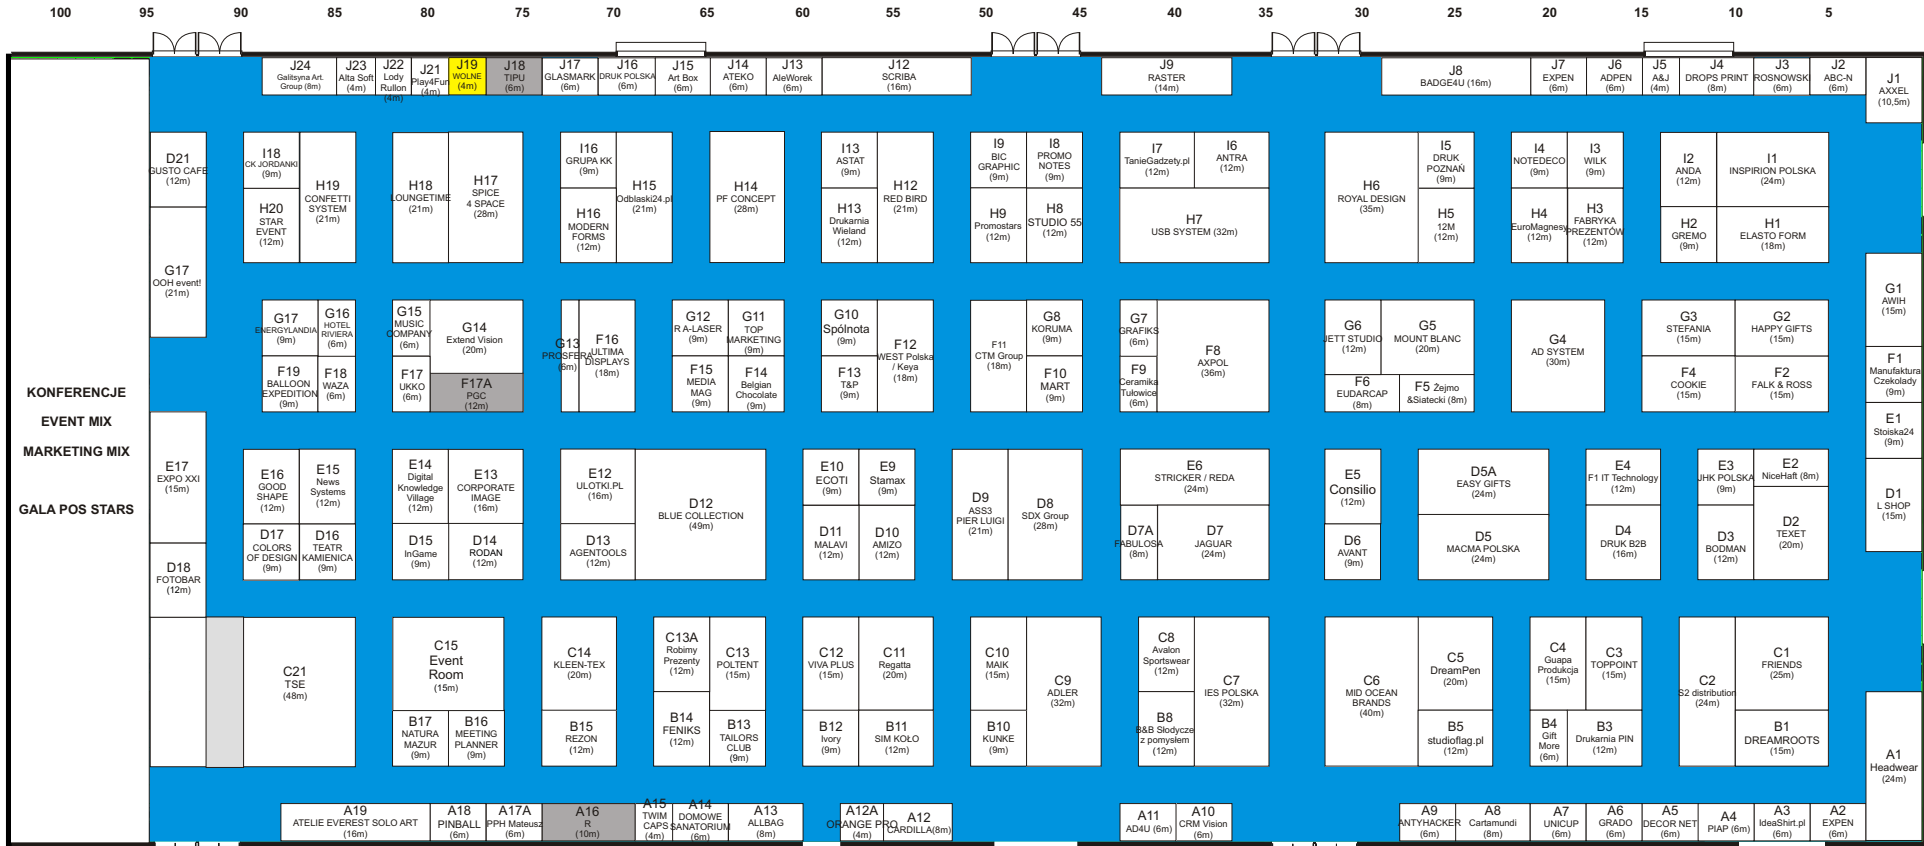 100 95 90 85 80 75 70 65 60 55 50 45 40 35 30 25 20 15 10 5
J24
Galitsyna Art.
Group (8m)
J23
Alta Soft
(4m)
J22
Lody
Rullon
(4m)
J21
Play4Fun
(4m)
J19
WOLNE
(4m)
J18
TIPU
(6m)
J17
GLASMARK
(6m)
J16
DRUK POLSKA
(6m)
J15
Art Box
(6m)
J14
ATEKO
(6m)
J13
AleWorek
(6m)
J12
SCRIBA
(16m)
J9
RASTER
(14m)
J8
BADGE4U (16m)
J7
EXPEN
(6m)
J6
ADPEN
(6m)
J5
A&J
(4m)
J4
DROPS PRINT
(8m)
J3
ROSNOWSKI
(6m)
J2
ABC-N
(6m)
J1
AXXEL
(10,5m)
D21
GUSTO CAFE
(12m)
I18
CK JORDANKI
(9m)
H20
STAR
EVENT
(12m)
H19
CONFETTI
SYSTEM
(21m)
H18
LOUNGETIME
(21m)
H17
SPICE
4 SPACE
(28m)
I16
GRUPA KK
(9m)
H16
MODERN
FORMS
(12m)
H15
Odblaski24.pl
(21m)
H14
PF CONCEPT
(28m)
I13
ASTAT
(9m)
H13
Drukarnia
Wieland
(12m)
H12
RED BIRD
(21m)
I9
BIC
GRAPHIC
(9m)
I8
PROMO
NOTES
(9m)
H9
Promostars
(12m)
H8
STUDIO 55
(12m)
I7
TanieGadzety.pl
(12m)
I6
ANTRA
(12m)
H7
USB SYSTEM (32m)
H6
ROYAL DESIGN
(35m)
I5
DRUK
POZNAŃ
(9m)
H5
12M
(12m)
I4
NOTEDECO
(9m)
I3
WILK
(9m)
H4
EuroMagnesy
(12m)
H3
FABRYKA
PREZENTÓW
(12m)
I2
ANDA
(12m)
I1
INSPIRION POLSKA
(24m)
H2
GREMO
(9m)
H1
ELASTO FORM
(18m)
G17
OOH event!
(21m)
G17
ENERGYLANDIA
(9m)
G16
HOTEL
RIVIERA
(6m)
F19
BALLOON
EXPEDITION
(9m)
F18
WAZA
(6m)
G15
MUSIC
COMPANY
(6m)
G14
Extend Vision
(20m)
F17
UKKO
(6m)
F17A
PGC
(12m)
G13
PROSFERA
(6m)
F16
ULTIMA
DISPLAYS
(18m)
G12
R A-LASER
(9m)
G11
TOP
MARKETING
(9m)
F15
MEDIA
MAG
(9m)
F14
Belgian
Chocolate
(9m)
G10
Spólnota
(9m)
F13
T&P
(9m)
F12
WEST Polska
/ Keya
(18m)
F11
CTM Group
(18m)
G8
KORUMA
(9m)
F10
MART
(9m)
G7
GRAFIKS
(6m)
F9
Ceramika
Tułowice
(6m)
F8
AXPOL
(36m)
G6
JETT STUDIO
(12m)
G5
MOUNT BLANC
(20m)
F6
EUDARCAP
(8m)
F5 Żejmo
&Siatecki (8m)
G4
AD SYSTEM
(30m)
G3
STEFANIA
(15m)
G2
HAPPY GIFTS
(15m)
F4
COOKIE
(15m)
F2
FALK & ROSS
(15m)
G1
AWIH
(15m)
F1
Manufaktura
Czekolady
(9m)
E1
Stoiska24
(9m)
D1
L SHOP
(15m)
KONFERENCJE
EVENT MIX
MARKETING MIX
GALA POS STARS
E17
EXPO XXI
(15m)
D18
FOTOBAR
(12m)
E16
GOOD
SHAPE
(12m)
E15
News
Systems
(12m)
D17
COLORS
OF DESIGN
(9m)
D16
TEATR
KAMIENICA
(9m)
E14
Digital
Knowledge
Village
(12m)
E13
CORPORATE
IMAGE
(16m)
D15
InGame
(9m)
D14
RODAN
(12m)
E12
ULOTKI.PL
(16m)
D13
AGENTOOLS
(12m)
D12
BLUE COLLECTION
(49m)
E10
ECOTI
(9m)
E9
Stamax
(9m)
D11
MALAVI
(12m)
D10
AMIZO
(12m)
D9
ASS3
PIER LUIGI
(21m)
D8
SDX Group
(28m)
E6
STRICKER / REDA
(24m)
D7A
FABULOSA
(8m)
D7
JAGUAR
(24m)
E5
Consilio
(12m)
D6
AVANT
(9m)
D5A
EASY GIFTS
(24m)
D5
MACMA POLSKA
(24m)
E4
F1 IT Technology
(12m)
D4
DRUK B2B
(16m)
E3
JHK POLSKA
(9m)
E2
NiceHaft (8m)
D3
BODMAN
(12m)
D2
TEXET
(20m)
C21
TSE
(48m)
C15
Event
Room
(15m)
B17
NATURA
MAZUR
(9m)
B16
MEETING
PLANNER
(9m)
C14
KLEEN-TEX
(20m)
B15
REZON
(12m)
C13A
Robimy
Prezenty
(12m)
C13
POLTENT
(15m)
B14
FENIKS
(12m)
B13
TAILORS
CLUB
(9m)
C12
VIVA PLUS
(15m)
C11
Regatta
(20m)
B12
Ivory
(9m)
B11
SIM KOŁO
(12m)
C10
MAIK
(15m)
B10
KUNKE
(9m)
C9
ADLER
(32m)
C8
Avalon
Sportswear
(12m)
B8
B&B Słodycze
z pomysłem
(12m)
C7
IES POLSKA
(32m)
C6
MID OCEAN
BRANDS
(40m)
C5
DreamPen
(20m)
B5
studioflag.pl
(12m)
C4
Guapa
Produkcja
(15m)
C3
TOPPOINT
(15m)
B4
Gift
More
(6m)
B3
Drukarnia PIN
(12m)
C2
S2 distribution
(24m)
C1
FRIENDS
(25m)
B1
DREAMROOTS
(15m)
A1
Headwear
(24m)
A19
ATELIE EVEREST SOLO ART
(16m)
A18
PINBALL
(6m)
A17A
PPH Mateusz
(6m)
A16
R
(10m)
A15
TWIM
CAPS
(4m)
A14
DOMOWE
SANATORIUM
(6m)
A13
ALLBAG
(8m)
A12A
ORANGE PRO
(4m)
A12
CARDILLA(8m)
A11
AD4U (6m)
A10
CRM Vision
(6m)
A9
ANTYHACKER
(6m)
A8
Cartamundi
(8m)
A7
UNICUP
(6m)
A6
GRADO
(6m)
A5
DECOR NET
(6m)
A4
PIAP (6m)
A3
IdeaShirt.pl
(6m)
A2
EXPEN
(6m)